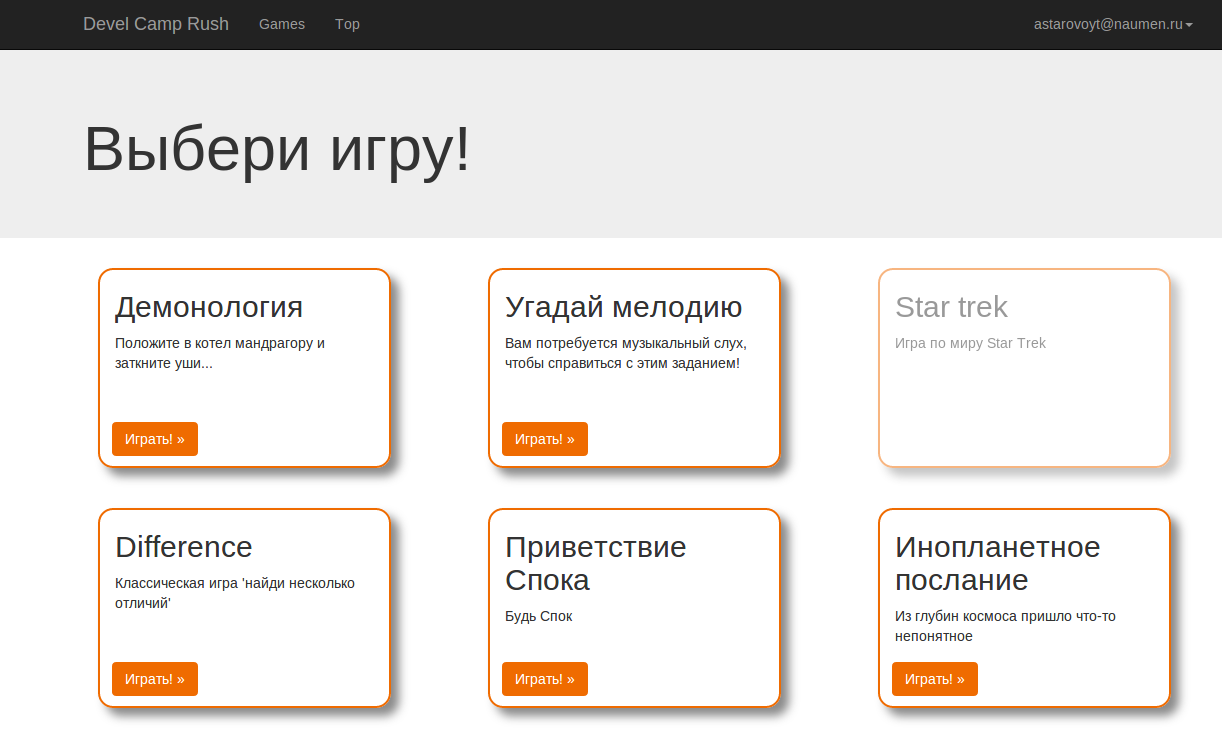 Devel Camp Rush Games Top astarovoyt@naumen.ru
Выбери игру!
Демонология
Положите в котел мандрагору и
заткните уши...
Играть! »
Угадай мелодию
Вам потребуется музыкальный слух,
чтобы справиться с этим заданием!
Играть! »
Star trek
Игра по миру Star Trek
Difference
Классическая игра 'найди несколько
отличий'
Играть! »
Приветствие
Спока
Будь Спок
Играть! »
Инопланетное
послание
Из глубин космоса пришло что-то
непонятное
Играть! »